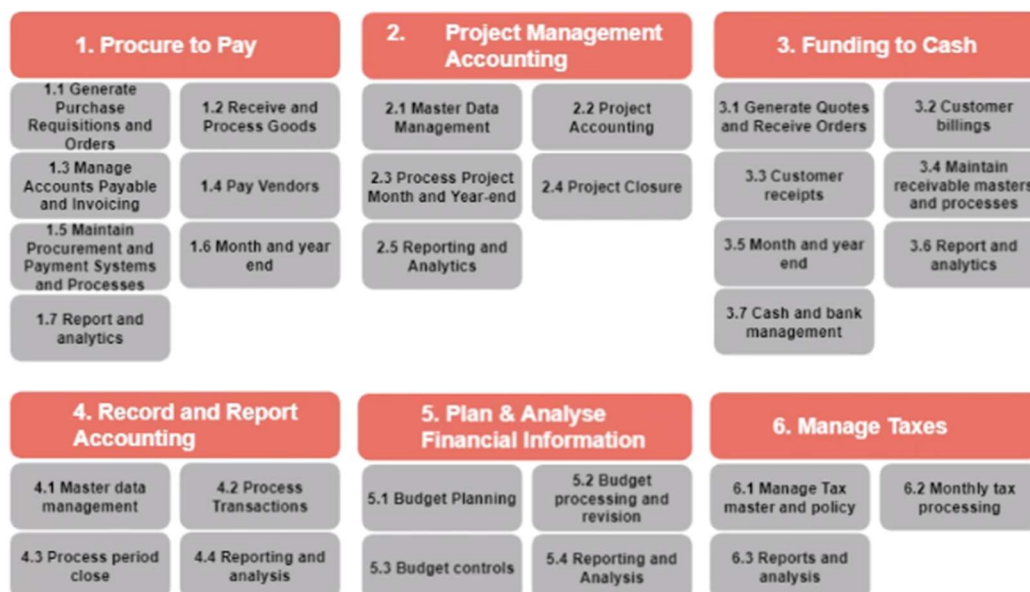 1. Procure to Pay
1.1 Generate
Purchase
Requisitions and
Orders
1.2 Receive and
Process Goods
1.3 Manage
Accounts Payable
and Invoicing
1.4 Pay Vendors
1.5 Maintain
Procurement and
Payment Systems
and Processes
1.6 Month and year
end
1.7 Report and
analytics
2. Project Management
Accounting
2.1 Master Data
Management
2.2 Project
Accounting
2.3 Process Project
Month and Year-end
2.4 Project Closure
2.5 Reporting and
Analytics
3. Funding to Cash
3.1 Generate Quotes
and Receive Orders
3.2 Customer
billings
3.3 Customer
receipts
3.4 Maintain
receivable masters
and processes
3.5 Month and year
end
3.6 Report and
analytics
3.7 Cash and bank
management
4. Record and Report
Accounting
4.1 Master data
management
4.2 Process
Transactions
4.3 Process period
close
4.4 Reporting and
analysis
5. Plan & Analyse
Financial Information
5.1 Budget Planning
5.2 Budget
processing and
revision
5.3 Budget controls
5.4 Reporting and
Analysis
6. Manage Taxes
6.1 Manage Tax
master and policy
6.2 Monthly tax
processing
6.3 Reports and
analysis